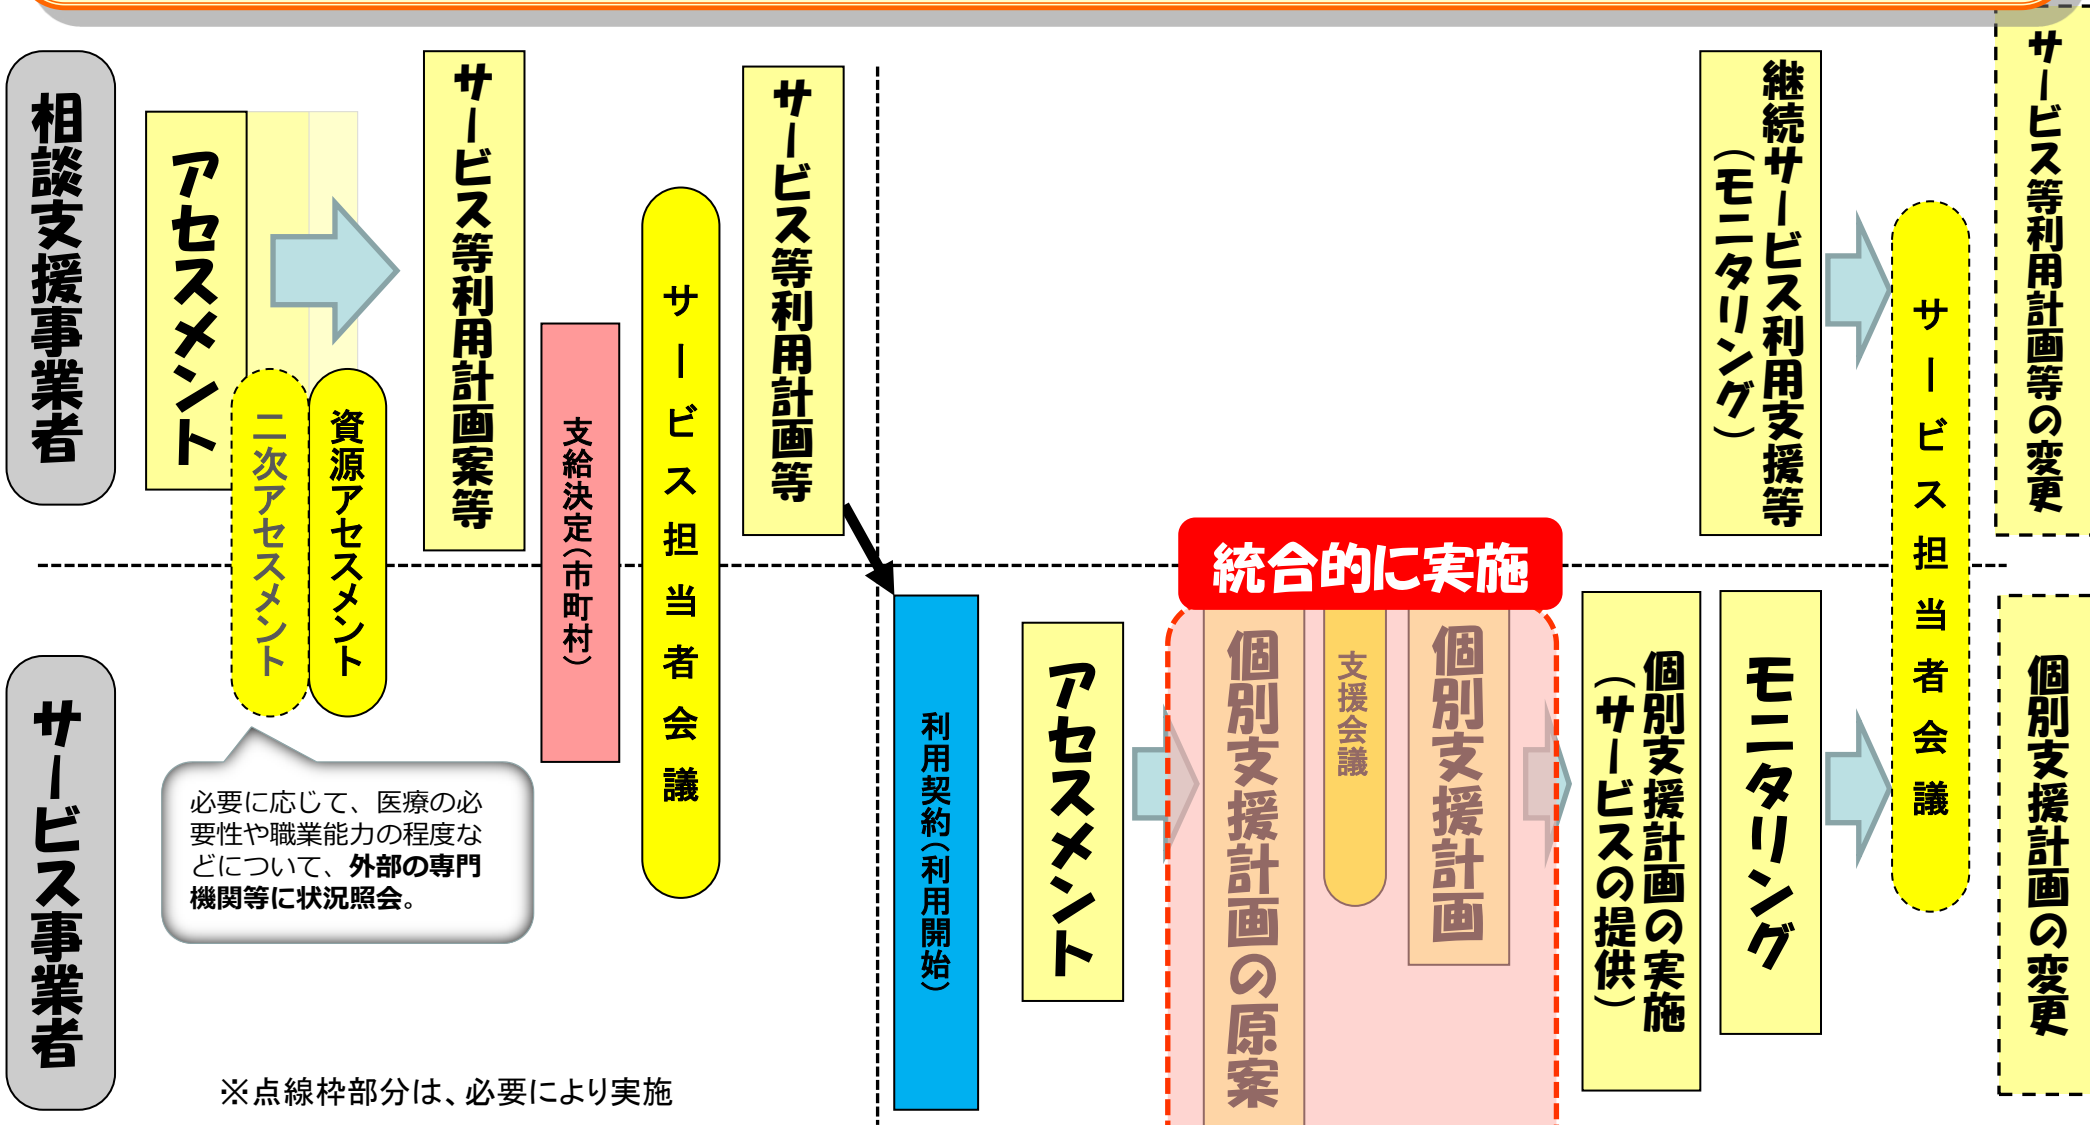 相談支援事業者
アセスメント
二次アセスメント
資源アセスメント
サービス等利用計画案等
支給決定（市町村）
サービス担当者会議
サービス等利用計画等
継続サービス利用支援等
（モニタリング）
サービス担当者会議
サービス等利用計画等の変更
サービス事業者
必要に応じて、医療の必
要性や職業能力の程度な
どについて、外部の専門
機関等に状況照会。
利用契約（利用開始）
アセスメント
統合的に実施
個別支援計画の原案
支援会議
個別支援計画
個別支援計画の実施
（サービスの提供）
モニタリング
個別支援計画の変更
※点線枠部分は、必要により実施